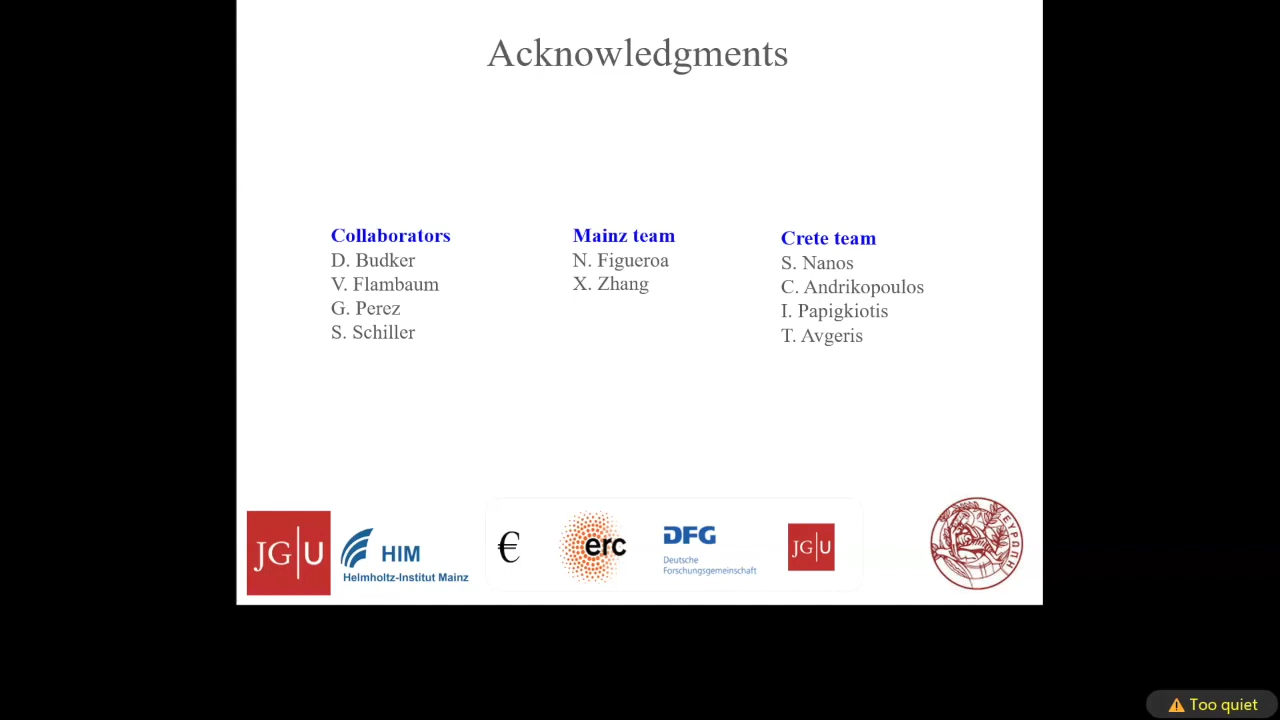 Acknowledgments
Collaborators
D. Budker
V. Flambaum
G. Perez
S. Schiller
Mainz team
N. Figueroa
X. Zhang
Crete team
S. Nanos
C. Andrikopoulos
I. Papigkiotis
T. Avgeris
JG|U
HIM
Helmholtz-Institut Mainz
€
erc
DFG
Deutsche
Forschungsgemeinschaft
JG|U
ΕΥΡΩΠΗ
Too quiet